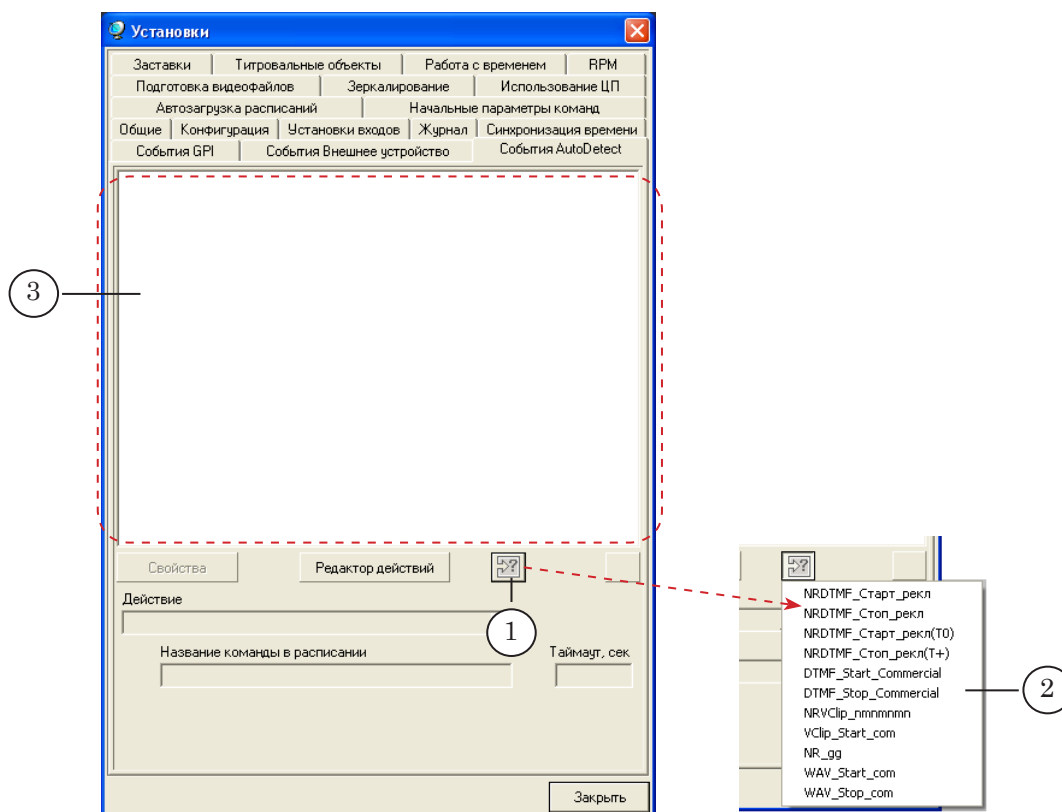 Установки
Заставки Титровальные объекты Работа с временем RPM
Подготовка видеофайлов Зеркалирование Использование ЦП
Автозагрузка расписаний Начальные параметры команд
Общие Конфигурация Установки входов Журнал Синхронизация времени
События GPI События Внешнее устройство События AutoDetect
3
Свойства Редактор действий
Действие
1
Название команды в расписании Таймаут, сек
Закрыть
NRDTMF_Старт_рекл
NRDTMF_Стоп_рекл
NRDTMF_Старт_рекл(T0)
NRDTMF_Стоп_рекл(T+)
DTMF_Start_Commercial
DTMF_Stop_Commercial
2
NRVClip_nmnmnmn
VClip_Start_com
NR_gg
WAV_Start_com
WAV_Stop_com